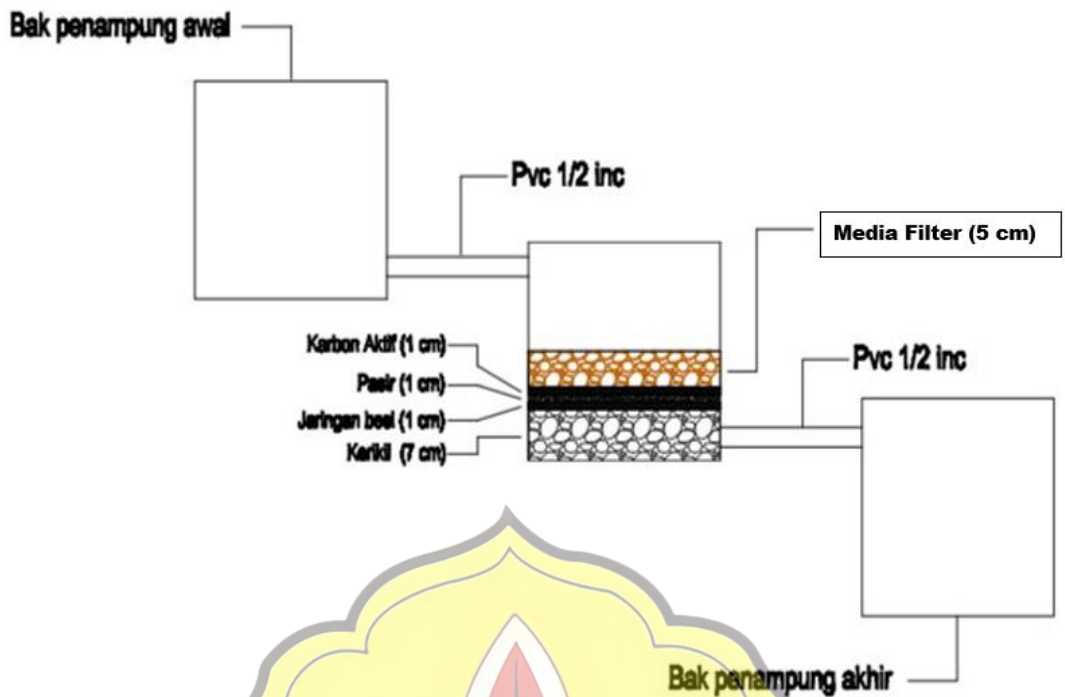 Bak penampung awal
Pvc 1/2 inc
Media Filter (5 cm)
Karbon Aktif (1 cm)
Pasir (1 cm)
Jaringan besi (1 cm)
Kerikil (7 cm)
Pvc 1/2 inc
Bak penampung akhir